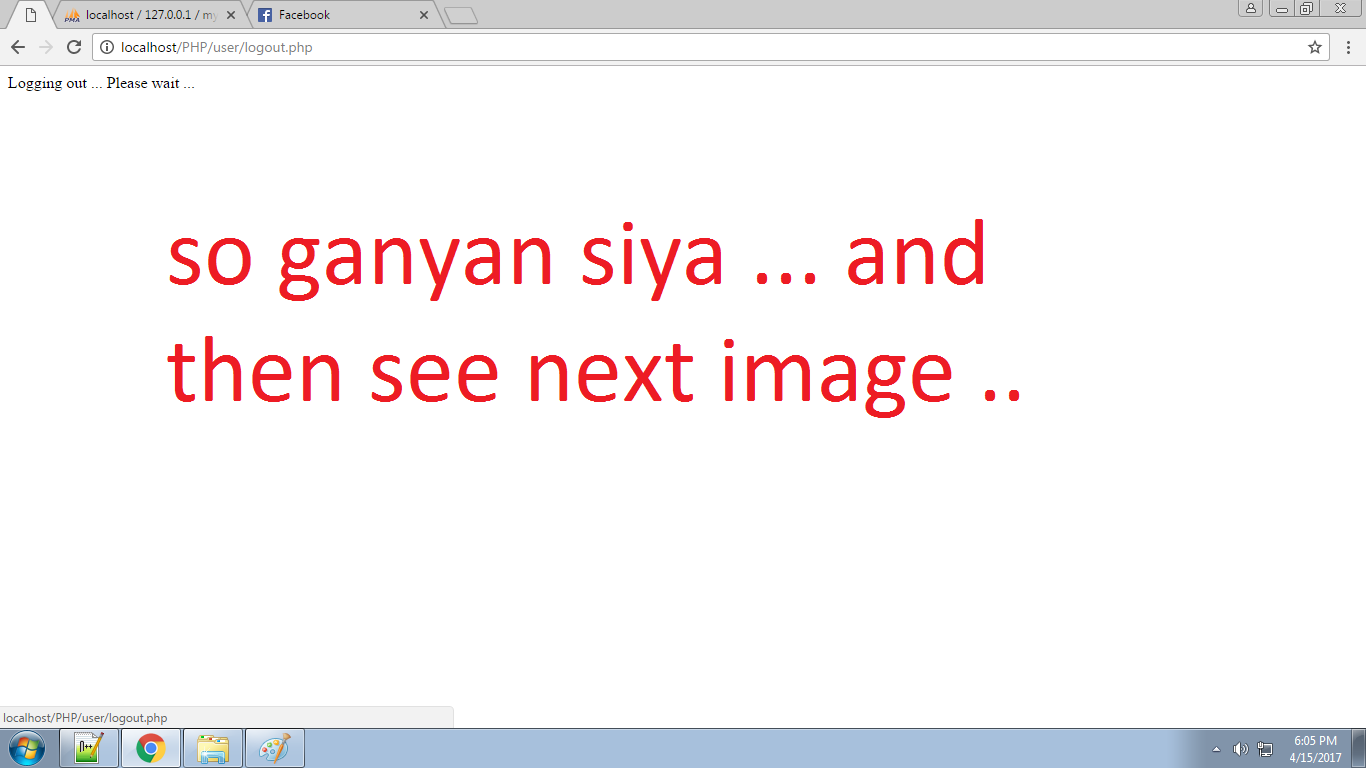 localhost / 127.0.0.1 / my
Facebook
localhost/PHP/user/logout.php
Logging out ... Please wait ...
so ganyan siya ... and
then see next image ..
localhost/PHP/user/logout.php
6:05 PM
4/15/2017